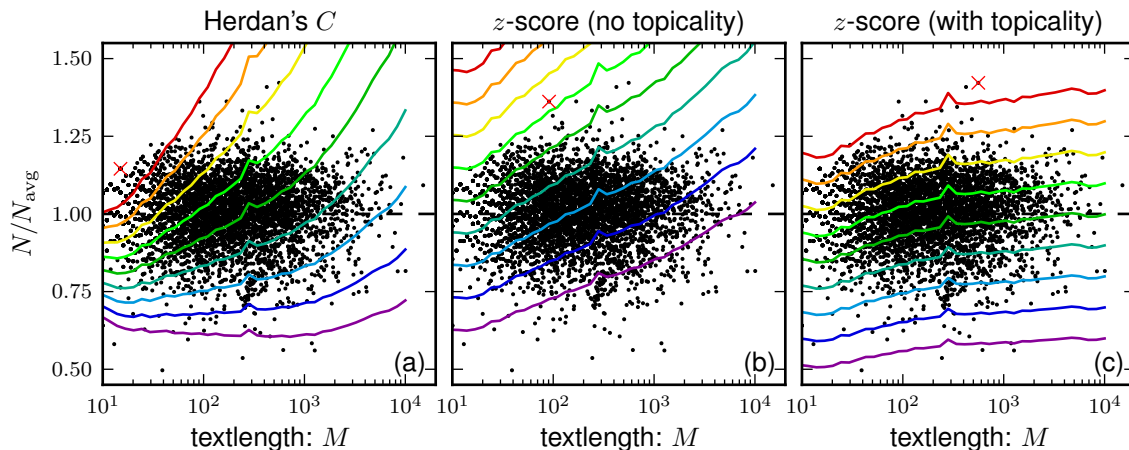 Herdan's C
z-score (no topicality)
z-score (with topicality)
N/N_avg
1.50
1.25
1.00
0.75
0.50
(a)
(b)
(c)
10^1 10^2 10^3 10^4
10^1 10^2 10^3 10^4
10^1 10^2 10^3 10^4
textlength: M
textlength: M
textlength: M